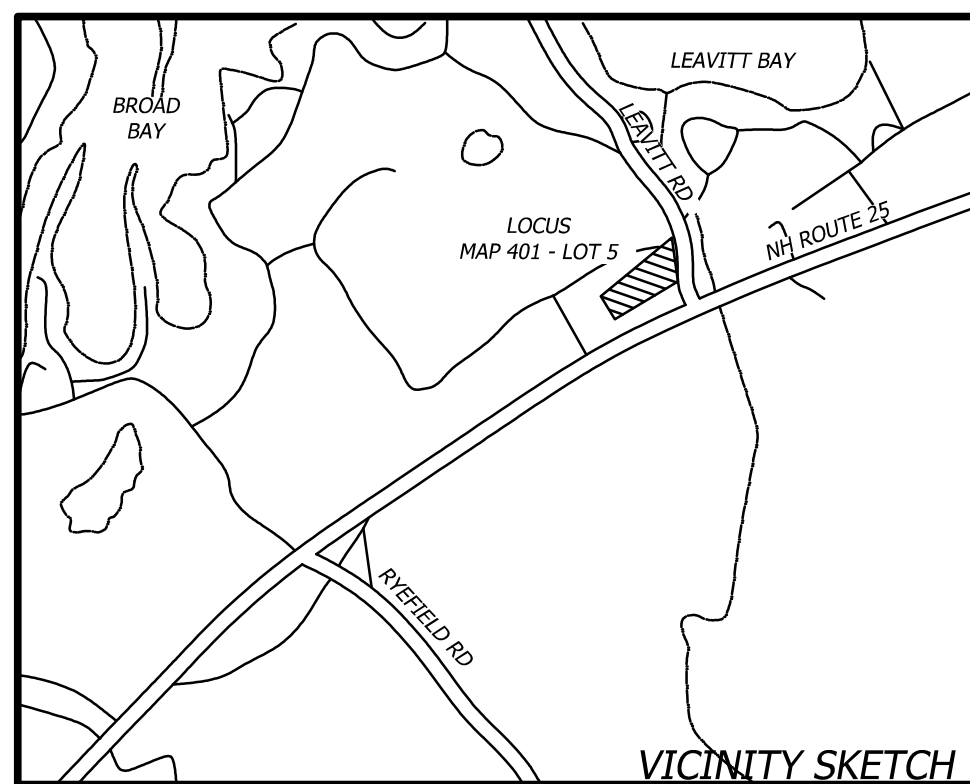 LEAVITT BAY
BROAD
BAY
LEAVITT RD
LOCUS
MAP 401 - LOT 5
NH ROUTE 25
RYEFIELD RD
VICINITY SKETCH